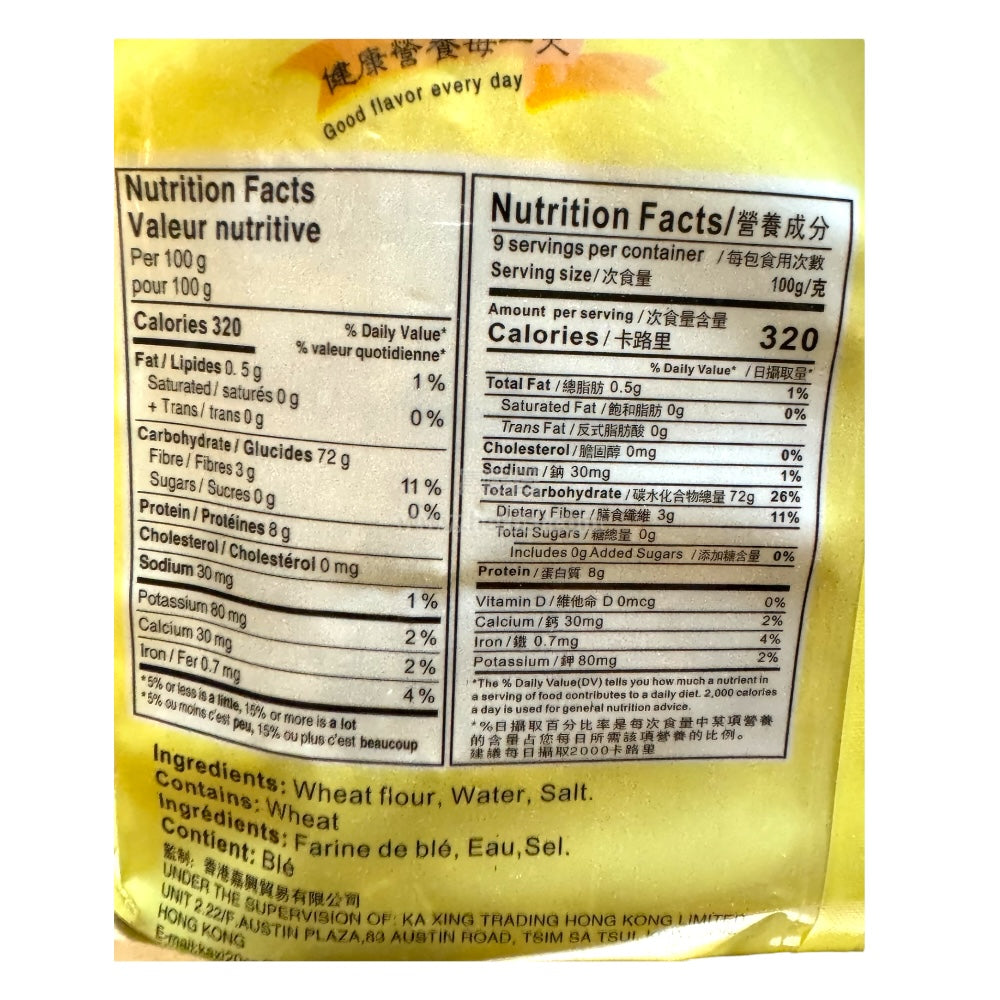 健康營養每一天
Good flavor every day
Nutrition Facts
Valeur nutritive
Per 100 g
pour 100 g
Calories 320
% Daily Value*
% valeur quotidienne*
Fat / Lipides 0. 5 g 1 %
Saturated / saturés 0 g
+ Trans / trans 0 g 0 %
Carbohydrate / Glucides 72 g
Fibre / Fibres 3 g 11 %
Sugars / Sucres 0 g 0 %
Protein / Protéines 8 g
Cholesterol / Cholestérol 0 mg
Sodium 30 mg 1 %
Potassium 80 mg 2 %
Calcium 30 mg 2 %
Iron / Fer 0.7 mg 4 %
*5% or less is a little, 15% or more is a lot
*5% ou moins c'est peu, 15% ou plus c'est beaucoup
Nutrition Facts/營養成分
9 servings per container /每包食用次數
Serving size/次食量 100g/克
Amount per serving /次食量含量
Calories / 卡路里 320
% Daily Value* /日攝取量*
Total Fat /總脂肪 0.5g 1%
Saturated Fat /飽和脂肪 0g 0%
Trans Fat /反式脂肪酸 0g
Cholesterol /膽固醇 0mg 0%
Sodium /鈉 30mg 1%
Total Carbohydrate /碳水化合物總量 72g 26%
Dietary Fiber /膳食纖維 3g 11%
Total Sugars /糖總量 0g
Includes 0g Added Sugars /添加糖含量 0%
Protein /蛋白質 8g
Vitamin D /維他命 D 0mcg 0%
Calcium /鈣 30mg 2%
Iron /鐵 0.7mg 4%
Potassium /鉀 80mg 2%
*The % Daily Value(DV) tells you how much a nutrient in
a serving of food contributes to a daily diet. 2,000 calories
a day is used for general nutrition advice.
*%日攝取百分比率是每次食量中某項營養
的含量占您每日所需該項營養的比例。
建議每日攝取2000卡路里
Ingredients: Wheat flour, Water, Salt.
Contains: Wheat
Ingrédients: Farine de blé, Eau,Sel.
Contient: Blé
監制: 香港嘉興貿易有限公司
UNDER THE SUPERVISION OF: KA XING TRADING HONG KONG LIMITED
UNIT 2.22/F,AUSTIN PLAZA,83 AUSTIN ROAD, TSIM SA TSUI,
HONG KONG